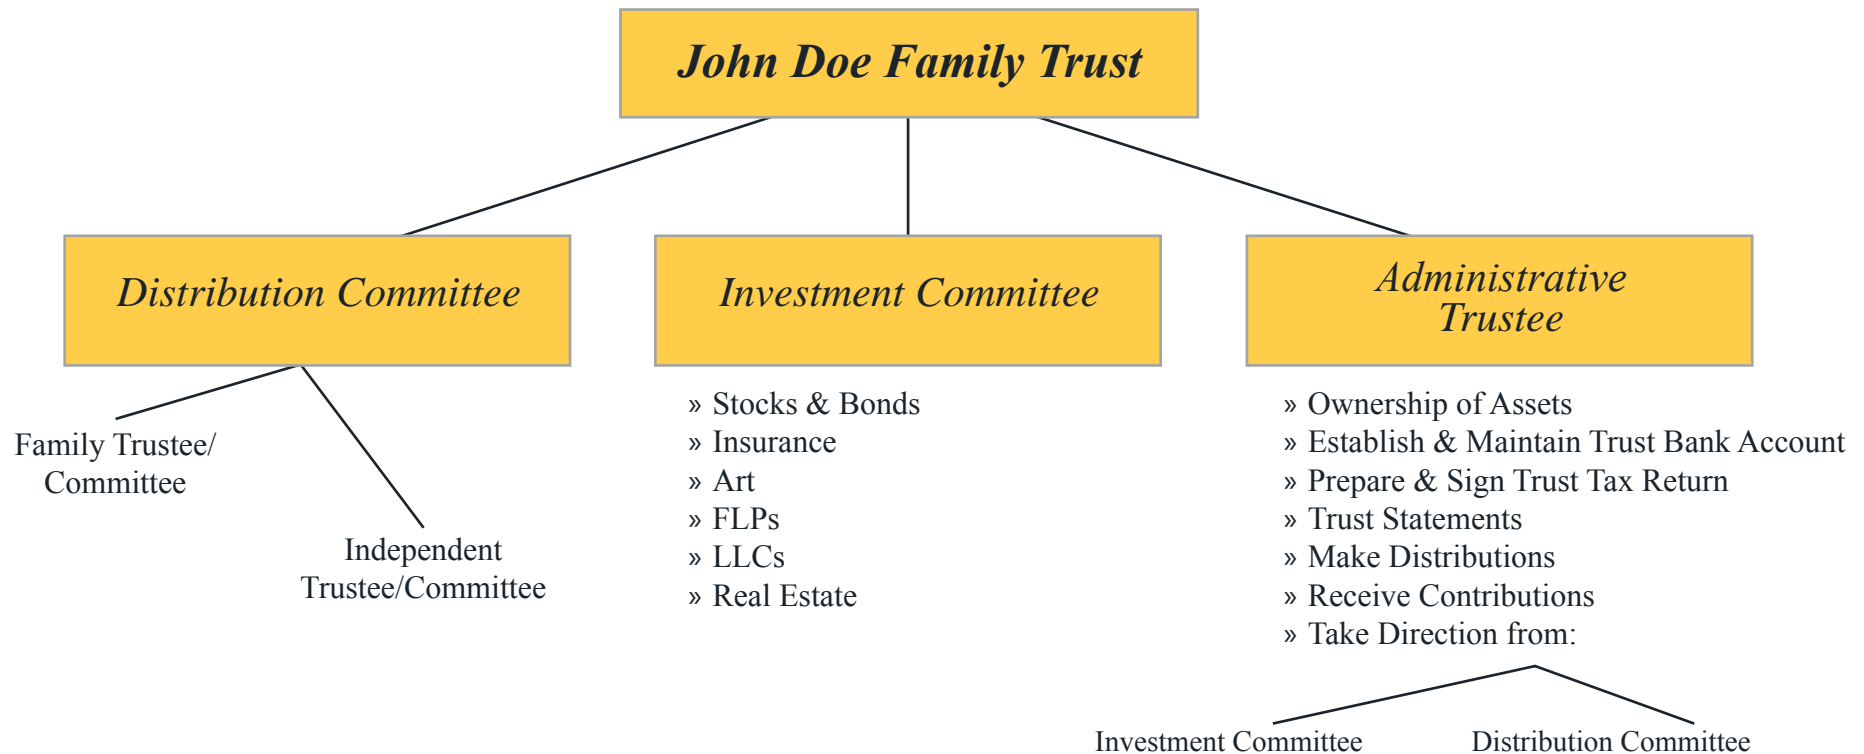 John Doe Family Trust
Distribution Committee
Investment Committee
Administrative
Trustee
Family Trustee/
Committee
Independent
Trustee/Committee
» Stocks & Bonds
» Insurance
» Art
» FLPs
» LLCs
» Real Estate
» Ownership of Assets
» Establish & Maintain Trust Bank Account
» Prepare & Sign Trust Tax Return
» Trust Statements
» Make Distributions
» Receive Contributions
» Take Direction from:
Investment Committee
Distribution Committee